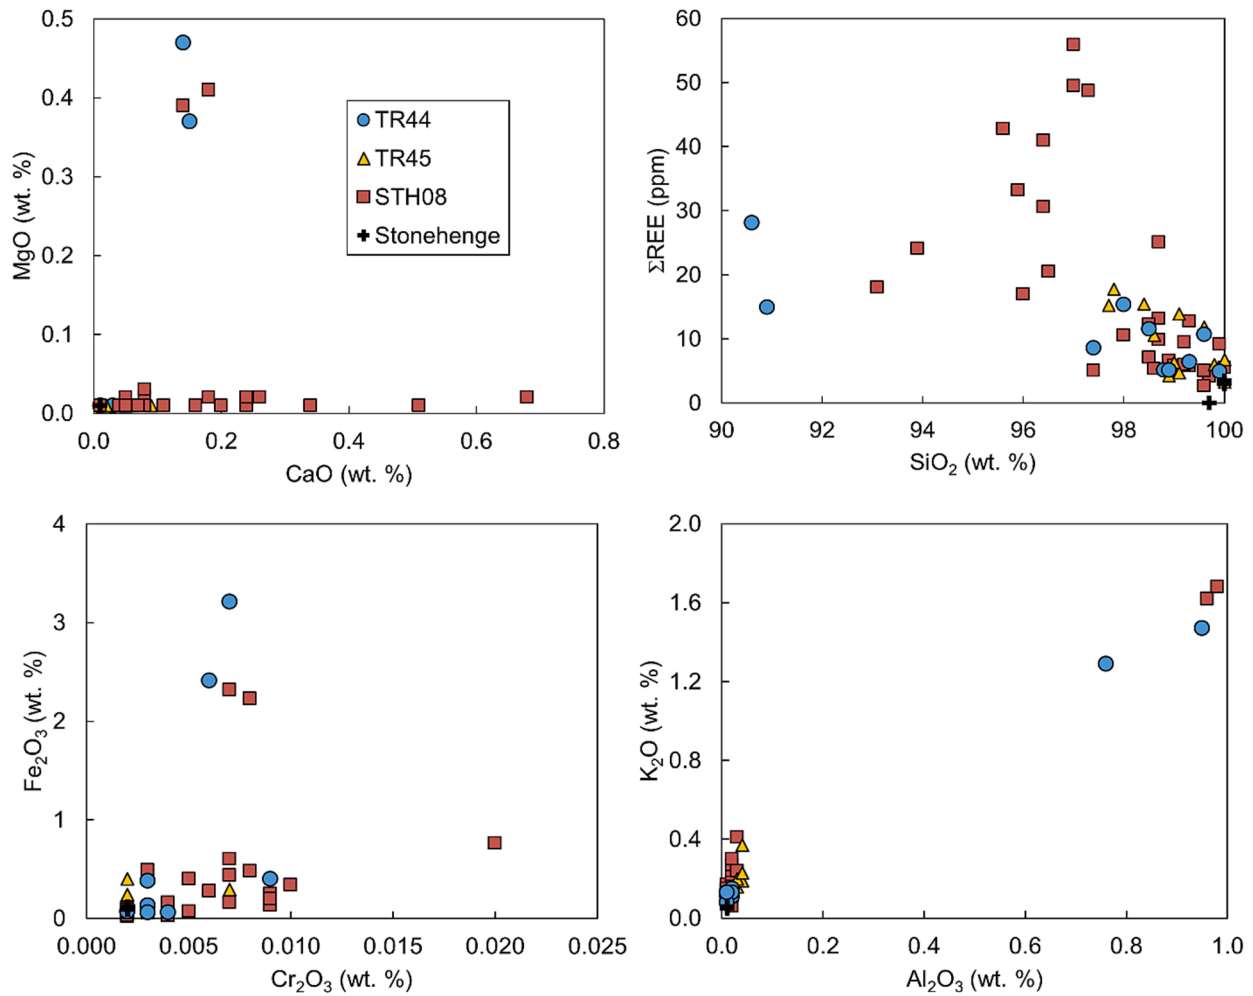 0.5
0.4
0.3
0.2
0.1
0.0
MgO (wt. %)
0.0 0.2 0.4 0.6 0.8
CaO (wt. %)
TR44
TR45
STH08
Stonehenge
60
50
40
30
20
10
0
ΣREE (ppm)
90 92 94 96 98 100
SiO₂ (wt. %)
4
3
2
1
0
Fe₂O₃ (wt. %)
0.000 0.005 0.010 0.015 0.020 0.025
Cr₂O₃ (wt. %)
2.0
1.6
1.2
0.8
0.4
0.0
K₂O (wt. %)
0.0 0.2 0.4 0.6 0.8 1.0
Al₂O₃ (wt. %)